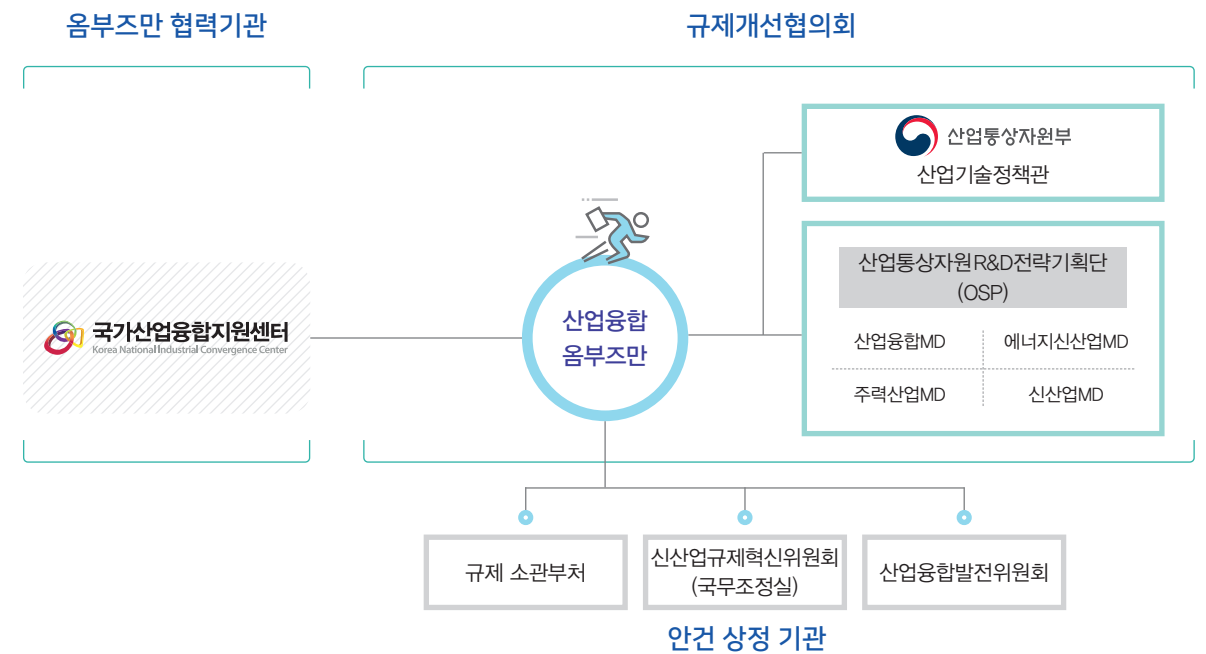 옴부즈만 협력기관
규제개선협의회
산업통상자원부
산업기술정책관
산업통상자원R&D전략기획단
(OSP)
산업융합MD
에너지신산업MD
주력산업MD
신산업MD
국가산업융합지원센터
Korea National Industrial Convergence Center
산업융합
옴부즈만
규제 소관부처
신산업규제혁신위원회
(국무조정실)
산업융합발전위원회
안건 상정 기관